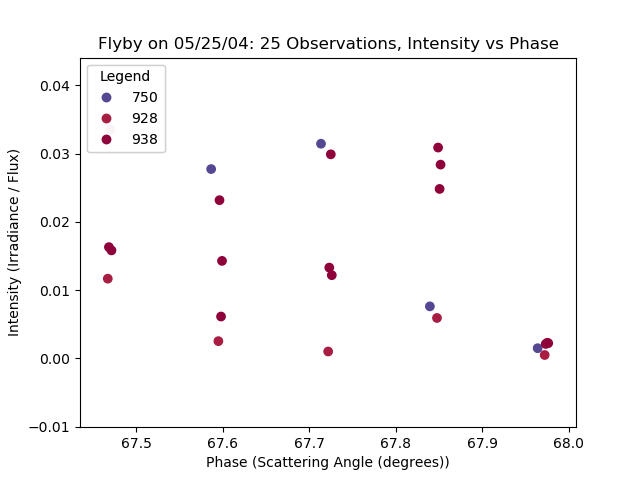 Flyby on 05/25/04: 25 Observations, Intensity vs Phase
Legend
750
928
938
0.04
0.03
0.02
0.01
0.00
−0.01
Intensity (Irradiance / Flux)
67.5 67.6 67.7 67.8 67.9 68.0
Phase (Scattering Angle (degrees))